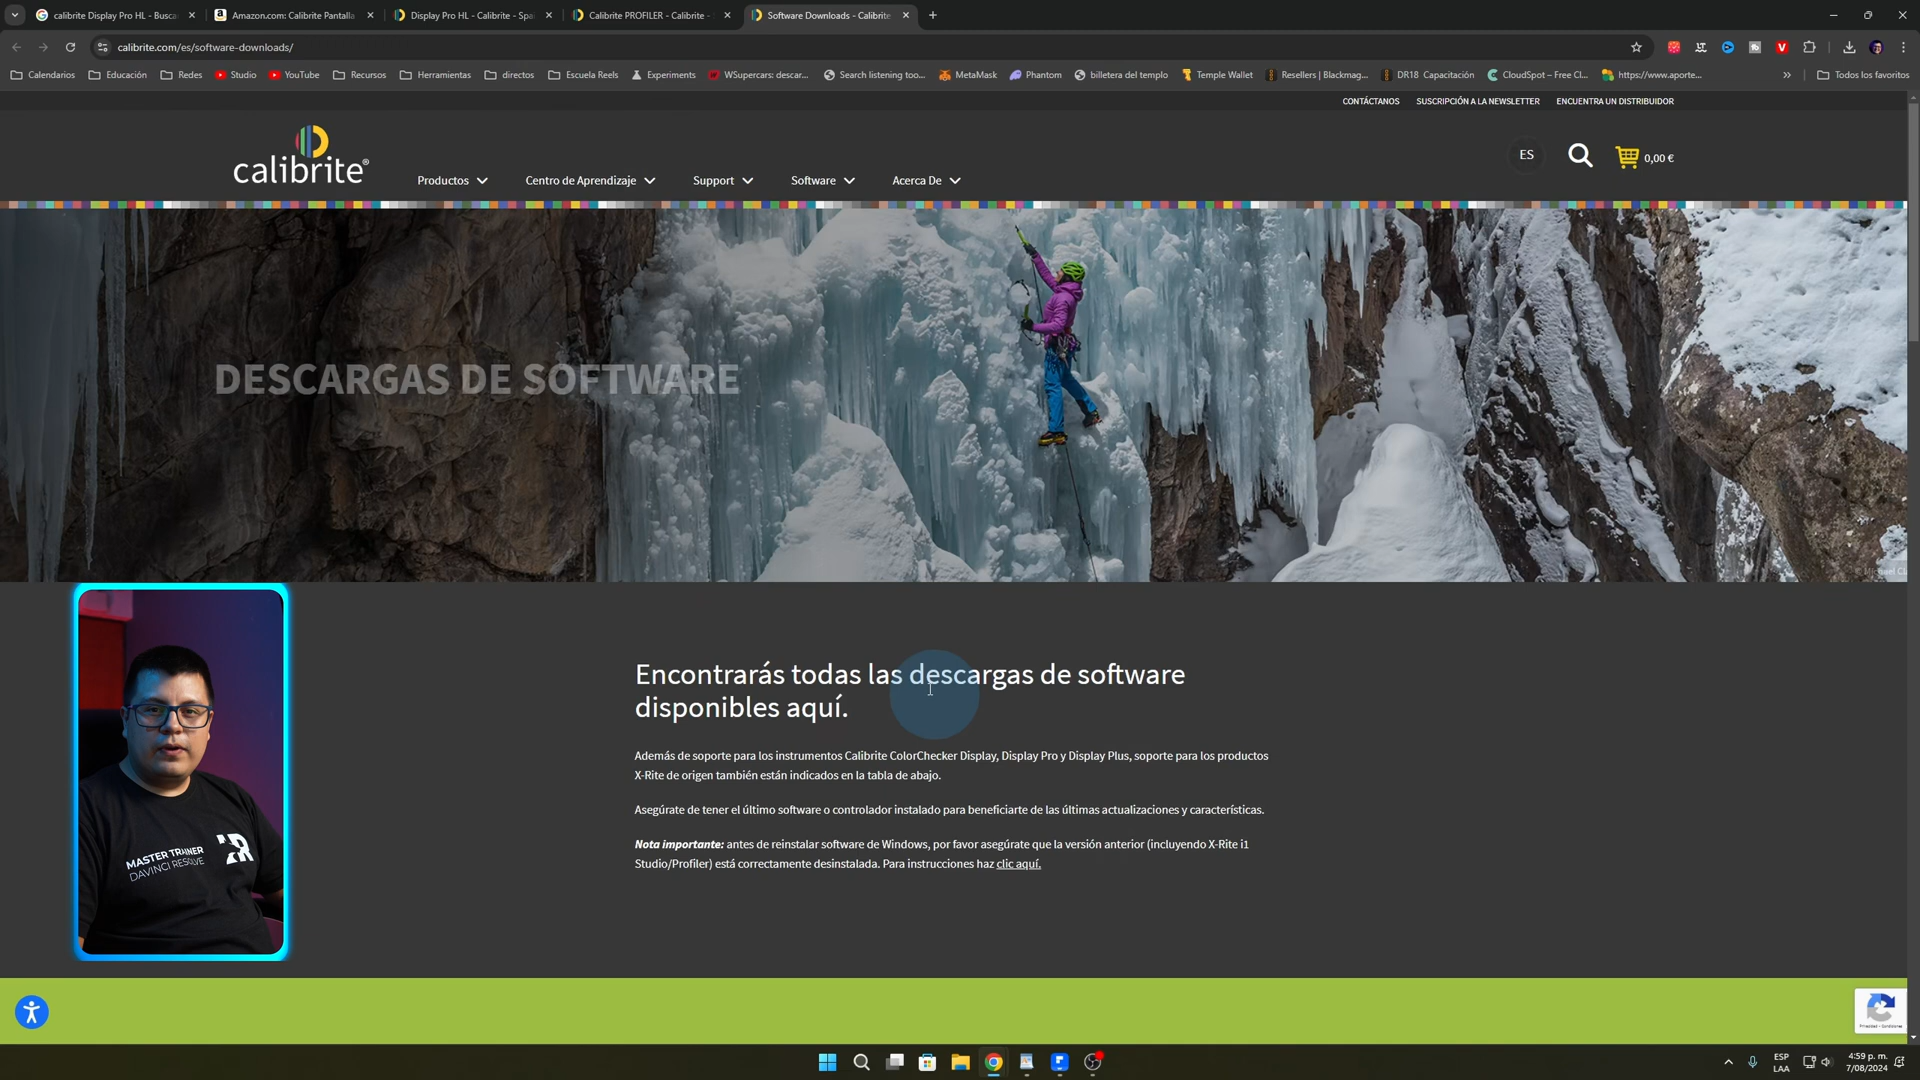 calibrite Display Pro HL - Busca
Amazon.com: Calibrite Pantalla
Display Pro HL - Calibrite - Spa
Calibrite PROFILER - Calibrite -
Software Downloads - Calibrite
calibrite.com/es/software-downloads/
Calendarios
Educación
Redes
Studio
YouTube
Recursos
Herramientas
directos
Escuela Reels
Experiments
WSupercars: descar...
Search listening too...
MetaMask
Phantom
billetera del templo
Temple Wallet
Resellers | Blackmag...
DR18 Capacitación
CloudSpot – Free Cl...
https://www.aporte...
»
Todos los favoritos
CONTÁCTANOS
SUSCRIPCIÓN A LA NEWSLETTER
ENCUENTRA UN DISTRIBUIDOR
calibrite®
Productos
Centro de Aprendizaje
Support
Software
Acerca De
ES
0,00 €
DESCARGAS DE SOFTWARE
Encontrarás todas las descargas de software
disponibles aquí.
Además de soporte para los instrumentos Calibrite ColorChecker Display, Display Pro y Display Plus, soporte para los productos
X-Rite de origen también están indicados en la tabla de abajo.
Asegúrate de tener el último software o controlador instalado para beneficiarte de las últimas actualizaciones y características.
Nota importante: antes de reinstalar software de Windows, por favor asegúrate que la versión anterior (incluyendo X-Rite i1
Studio/Profiler) está correctamente desinstalada. Para instrucciones haz clic aquí.
MASTER TRAINER
DAVINCI RESOLVE
ESP
LAA
4:59 p. m.
7/08/2024